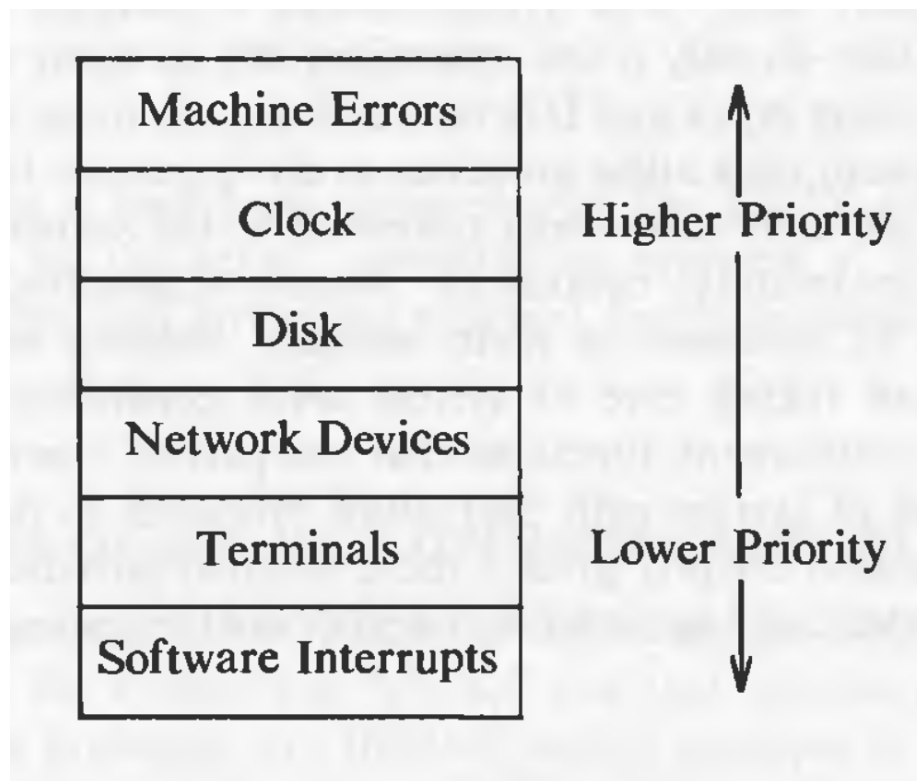 Machine Errors
Clock
Higher Priority
Disk
Network Devices
Terminals
Lower Priority
Software Interrupts